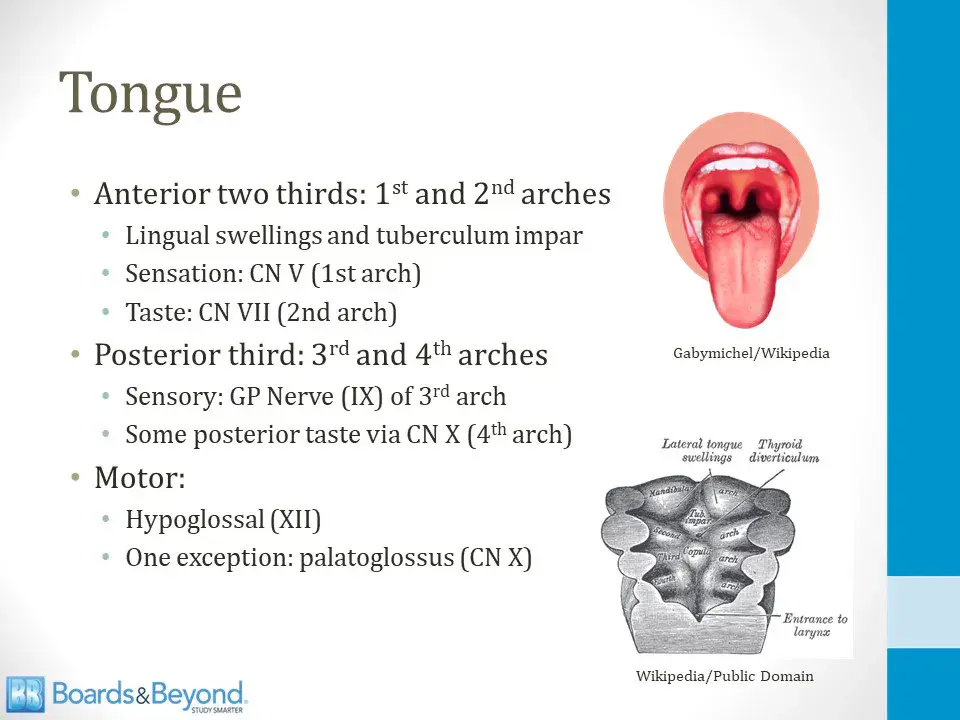 Tongue
• Anterior two thirds: 1st and 2nd arches
• Lingual swellings and tuberculum impar
• Sensation: CN V (1st arch)
• Taste: CN VII (2nd arch)
• Posterior third: 3rd and 4th arches
• Sensory: GP Nerve (IX) of 3rd arch
• Some posterior taste via CN X (4th arch)
• Motor:
• Hypoglossal (XII)
• One exception: palatoglossus (CN X)
Gabymichel/Wikipedia
Lateral tongue
swellings
Thyroid
diverticulum
Mandibular arch
Tub.
impar
Second arch
Copula
Third arch
Fourth arch
Entrance to
larynx
Wikipedia/Public Domain
BB Boards&Beyond.
STUDY SMARTER